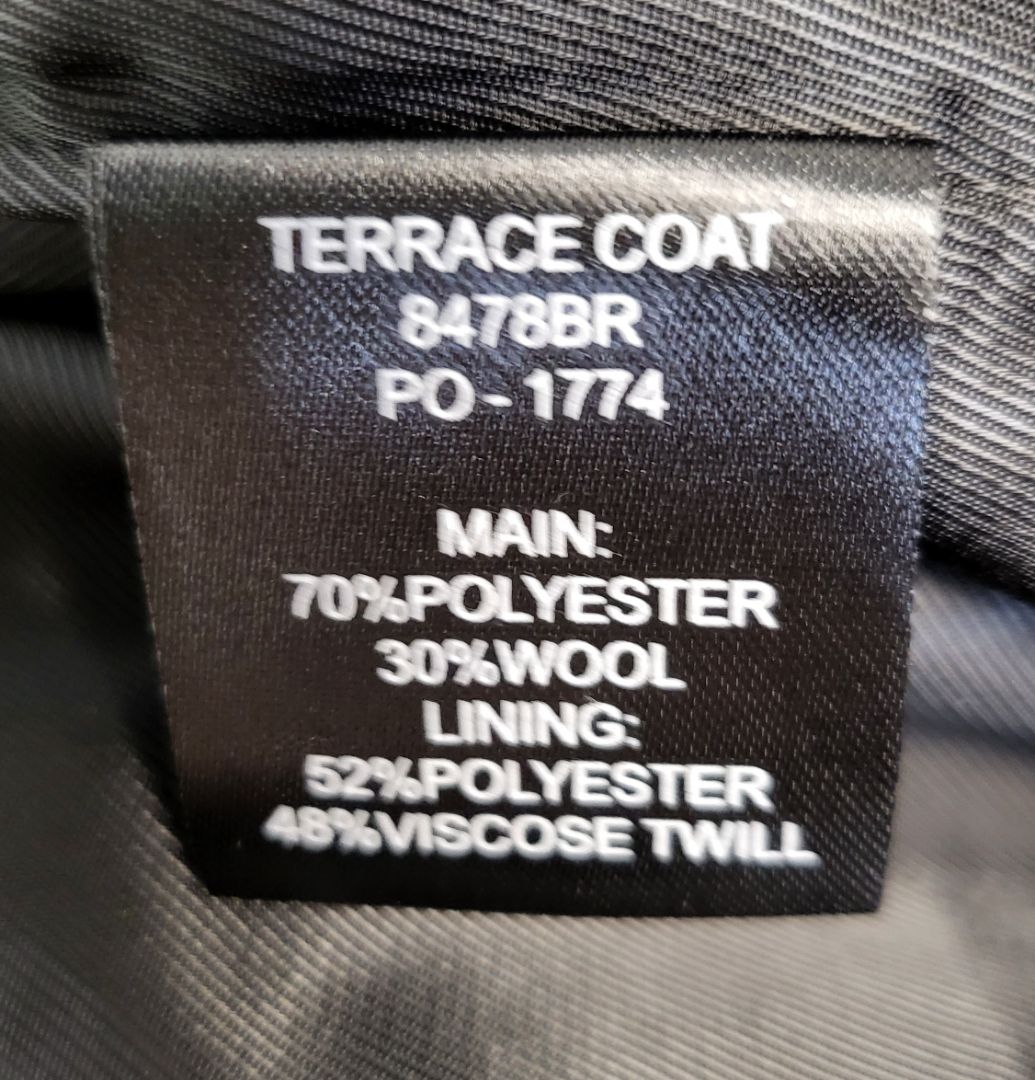 TERRACE COAT
8478BR
PO - 1774
MAIN:
70%POLYESTER
30%WOOL
LINING:
52%POLYESTER
48%VISCOSE TWILL